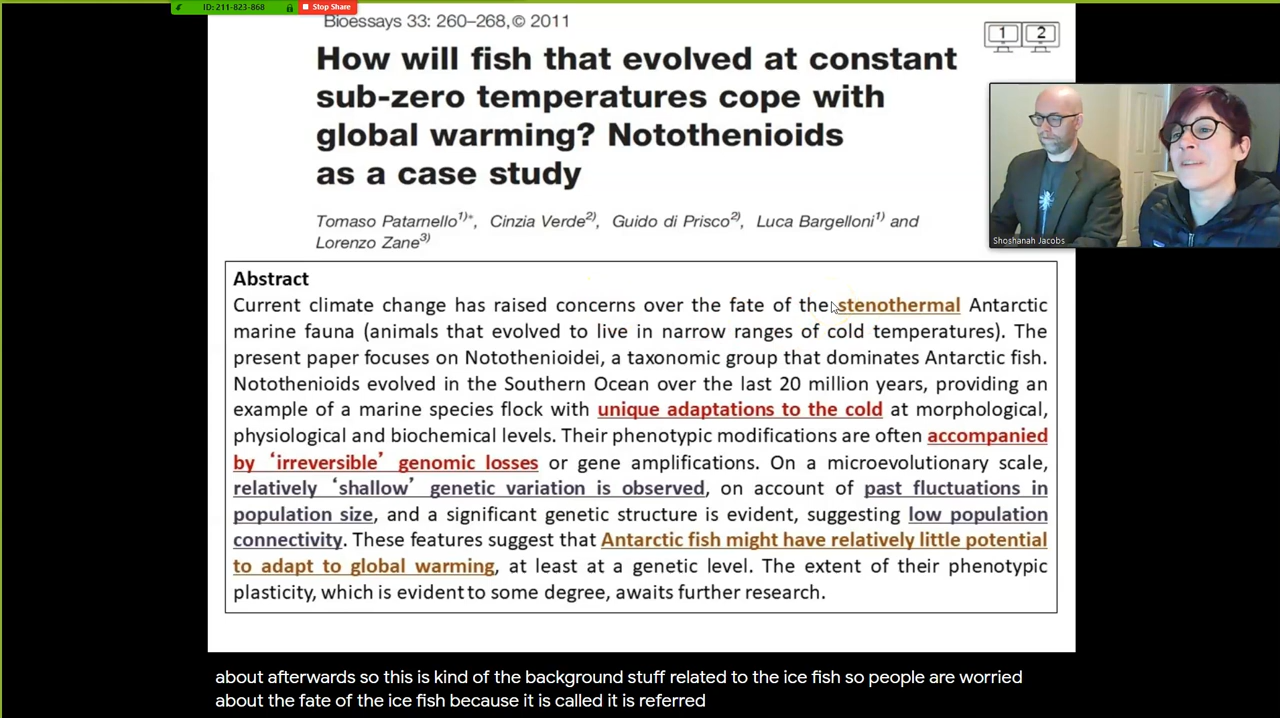 ID: 211-823-868
Stop Share
Bioessays 33: 260–268, © 2011
1 2
How will fish that evolved at constant
sub-zero temperatures cope with
global warming? Notothenioids
as a case study
Tomaso Patarnello1)*, Cinzia Verde2), Guido di Prisco2), Luca Bargelloni1) and
Lorenzo Zane3)
Shoshanah Jacobs
Abstract
Current climate change has raised concerns over the fate of the stenothermal Antarctic
marine fauna (animals that evolved to live in narrow ranges of cold temperatures). The
present paper focuses on Notothenioidei, a taxonomic group that dominates Antarctic fish.
Notothenioids evolved in the Southern Ocean over the last 20 million years, providing an
example of a marine species flock with unique adaptations to the cold at morphological,
physiological and biochemical levels. Their phenotypic modifications are often accompanied
by ‘irreversible’ genomic losses or gene amplifications. On a microevolutionary scale,
relatively ‘shallow’ genetic variation is observed, on account of past fluctuations in
population size, and a significant genetic structure is evident, suggesting low population
connectivity. These features suggest that Antarctic fish might have relatively little potential
to adapt to global warming, at least at a genetic level. The extent of their phenotypic
plasticity, which is evident to some degree, awaits further research.
about afterwards so this is kind of the background stuff related to the ice fish so people are worried
about the fate of the ice fish because it is called it is referred